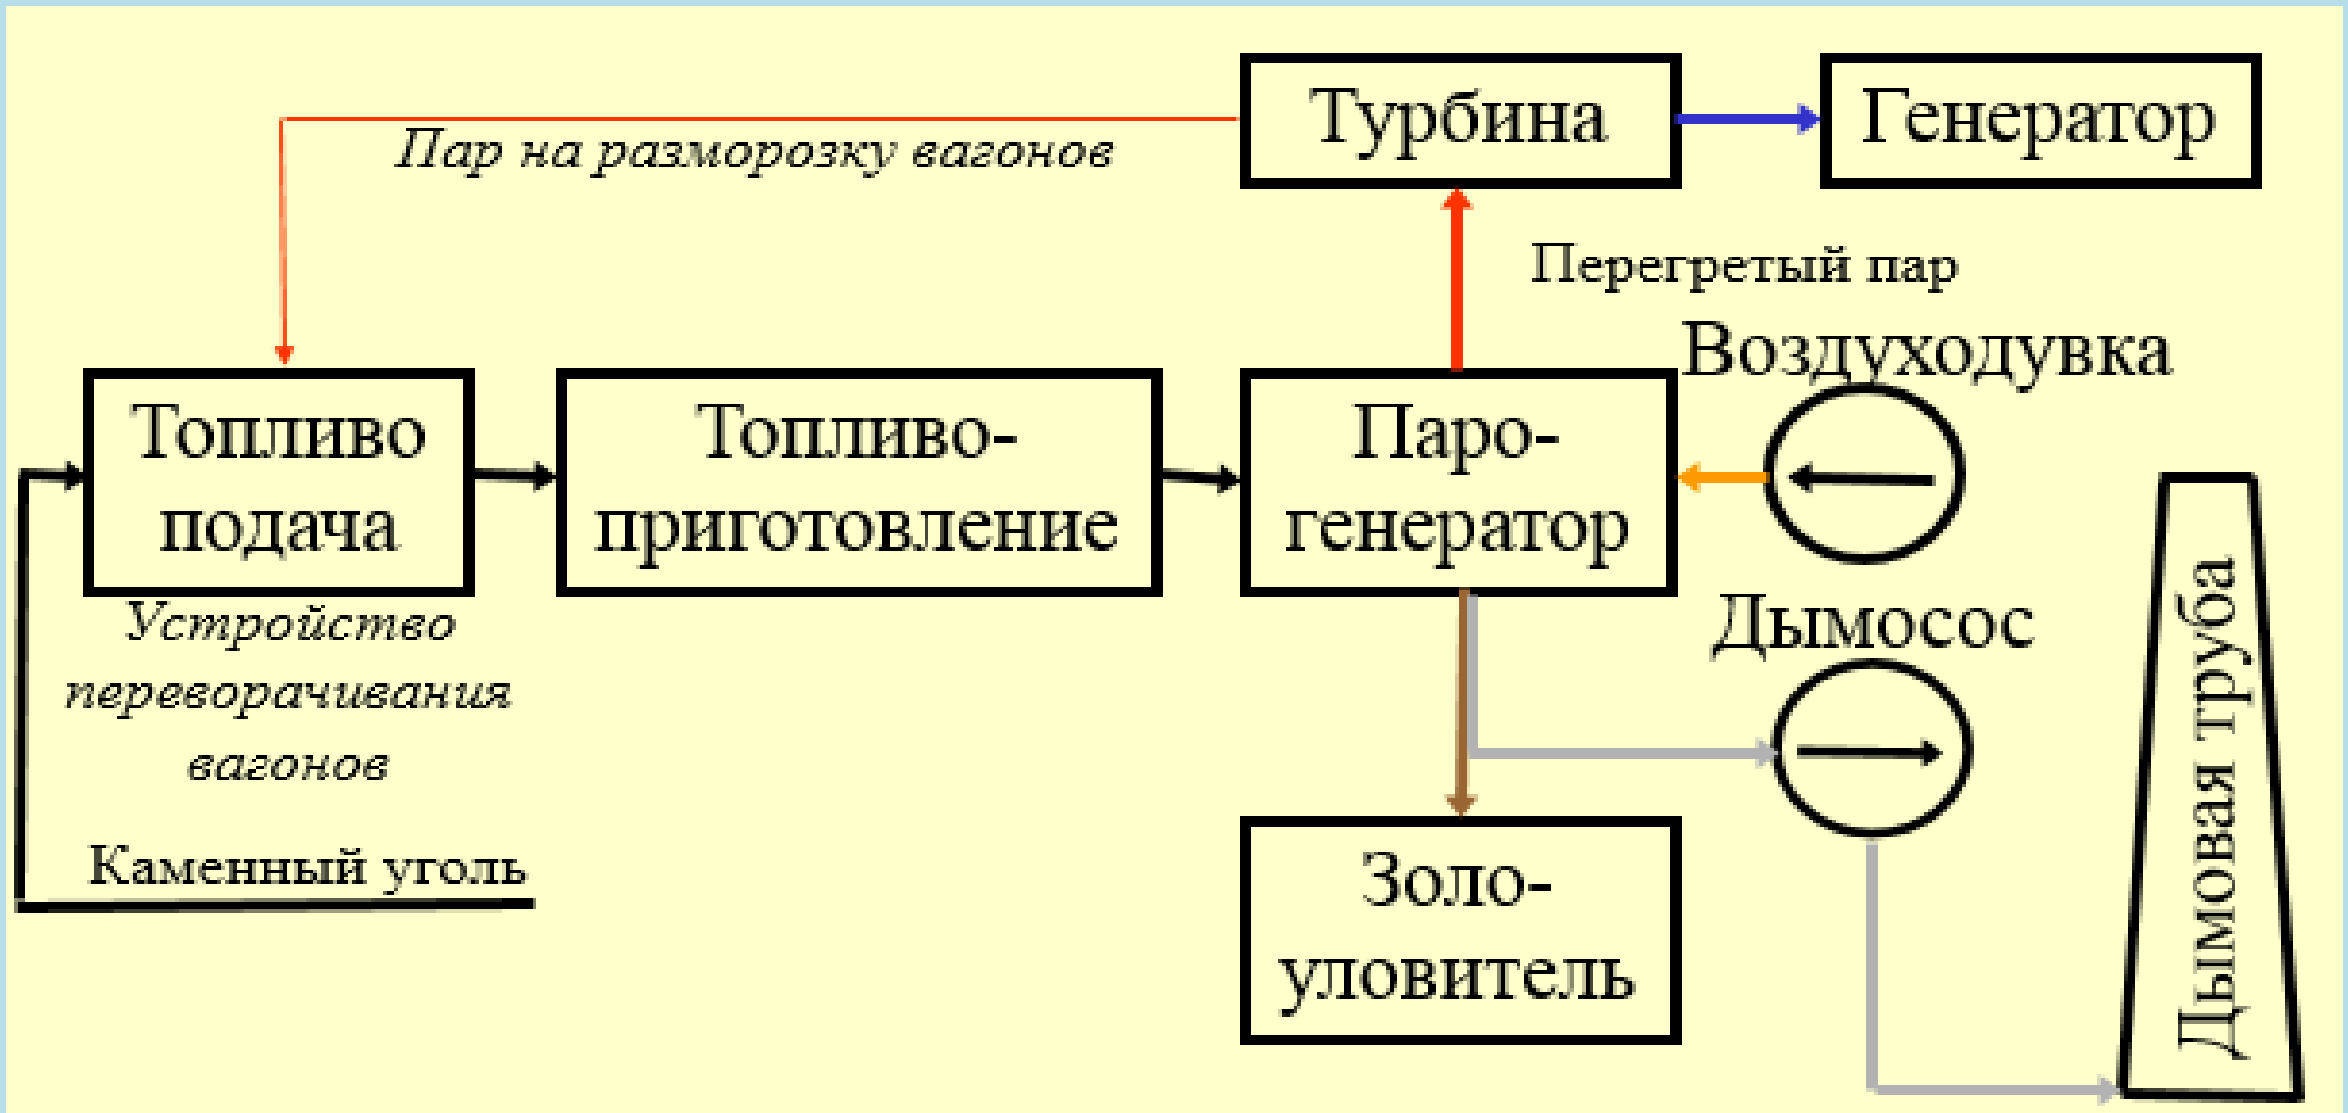 Турбина
Генератор
Пар на разморозку вагонов
Перегретый пар
Воздуходувка
Топливо
подача
Топливо-
приготовление
Паро-
генератор
Устройство
переворачивания
вагонов
Дымосос
Каменный уголь
Золо-
уловитель
Дымовая труба